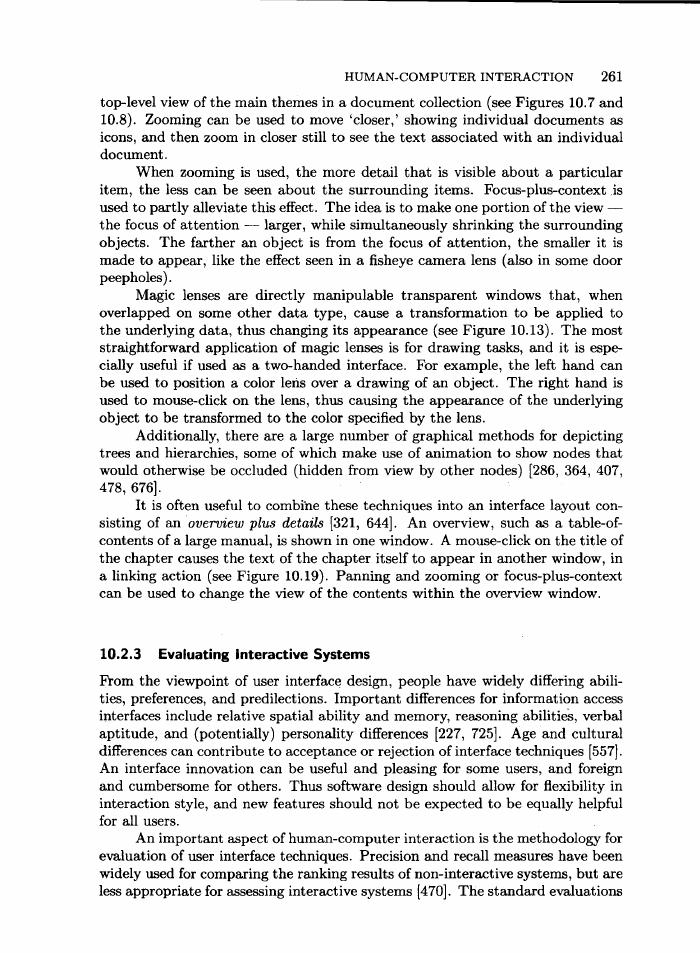 HUMAN-COMPUTER INTERACTION 261
top-level view of the main themes in a document collection (see Figures 10.7 and
10.8). Zooming can be used to move ‘closer,’ showing individual documents as
icons, and then zoom in closer still to see the text associated with an individual
document.
When zooming is used, the more detail that is visible about a particular
item, the less can be seen about the surrounding items. Focus-plus-context is
used to partly alleviate this effect. The idea is to make one portion of the view —
the focus of attention — larger, while simultaneously shrinking the surrounding
objects. The farther an object is from the focus of attention, the smaller it is
made to appear, like the effect seen in a fisheye camera lens (also in some door
peepholes).
Magic lenses are directly manipulable transparent windows that, when
overlapped on some other data type, cause a transformation to be applied to
the underlying data, thus changing its appearance (see Figure 10.13). The most
straightforward application of magic lenses is for drawing tasks, and it is espe-
cially useful if used as a two-handed interface. For example, the left hand can
be used to position a color lens over a drawing of an object. The right hand is
used to mouse-click on the lens, thus causing the appearance of the underlying
object to be transformed to the color specified by the lens.
Additionally, there are a large number of graphical methods for depicting
trees and hierarchies, some of which make use of animation to show nodes that
would otherwise be occluded (hidden from view by other nodes) [286, 364, 407,
478, 676].
It is often useful to combine these techniques into an interface layout con-
sisting of an overview plus details [321, 644]. An overview, such as a table-of-
contents of a large manual, is shown in one window. A mouse-click on the title of
the chapter causes the text of the chapter itself to appear in another window, in
a linking action (see Figure 10.19). Panning and zooming or focus-plus-context
can be used to change the view of the contents within the overview window.
10.2.3 Evaluating Interactive Systems
From the viewpoint of user interface design, people have widely differing abili-
ties, preferences, and predilections. Important differences for information access
interfaces include relative spatial ability and memory, reasoning abilities, verbal
aptitude, and (potentially) personality differences [227, 725]. Age and cultural
differences can contribute to acceptance or rejection of interface techniques [557].
An interface innovation can be useful and pleasing for some users, and foreign
and cumbersome for others. Thus software design should allow for flexibility in
interaction style, and new features should not be expected to be equally helpful
for all users.
An important aspect of human-computer interaction is the methodology for
evaluation of user interface techniques. Precision and recall measures have been
widely used for comparing the ranking results of non-interactive systems, but are
less appropriate for assessing interactive systems [470]. The standard evaluations